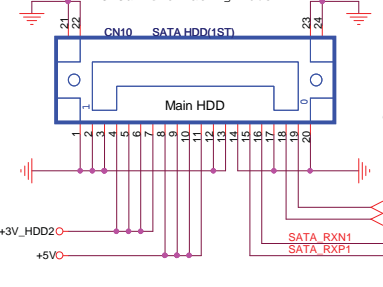 21
22
23
24
CN10 SATA HDD(1ST)
1
0
Main HDD
1 2 3 4 5 6 7 8 9 10 11 12 13 14 15 16 17 18 19 20
+3V_HDD2
SATA_RXN1
SATA_RXP1
+5V